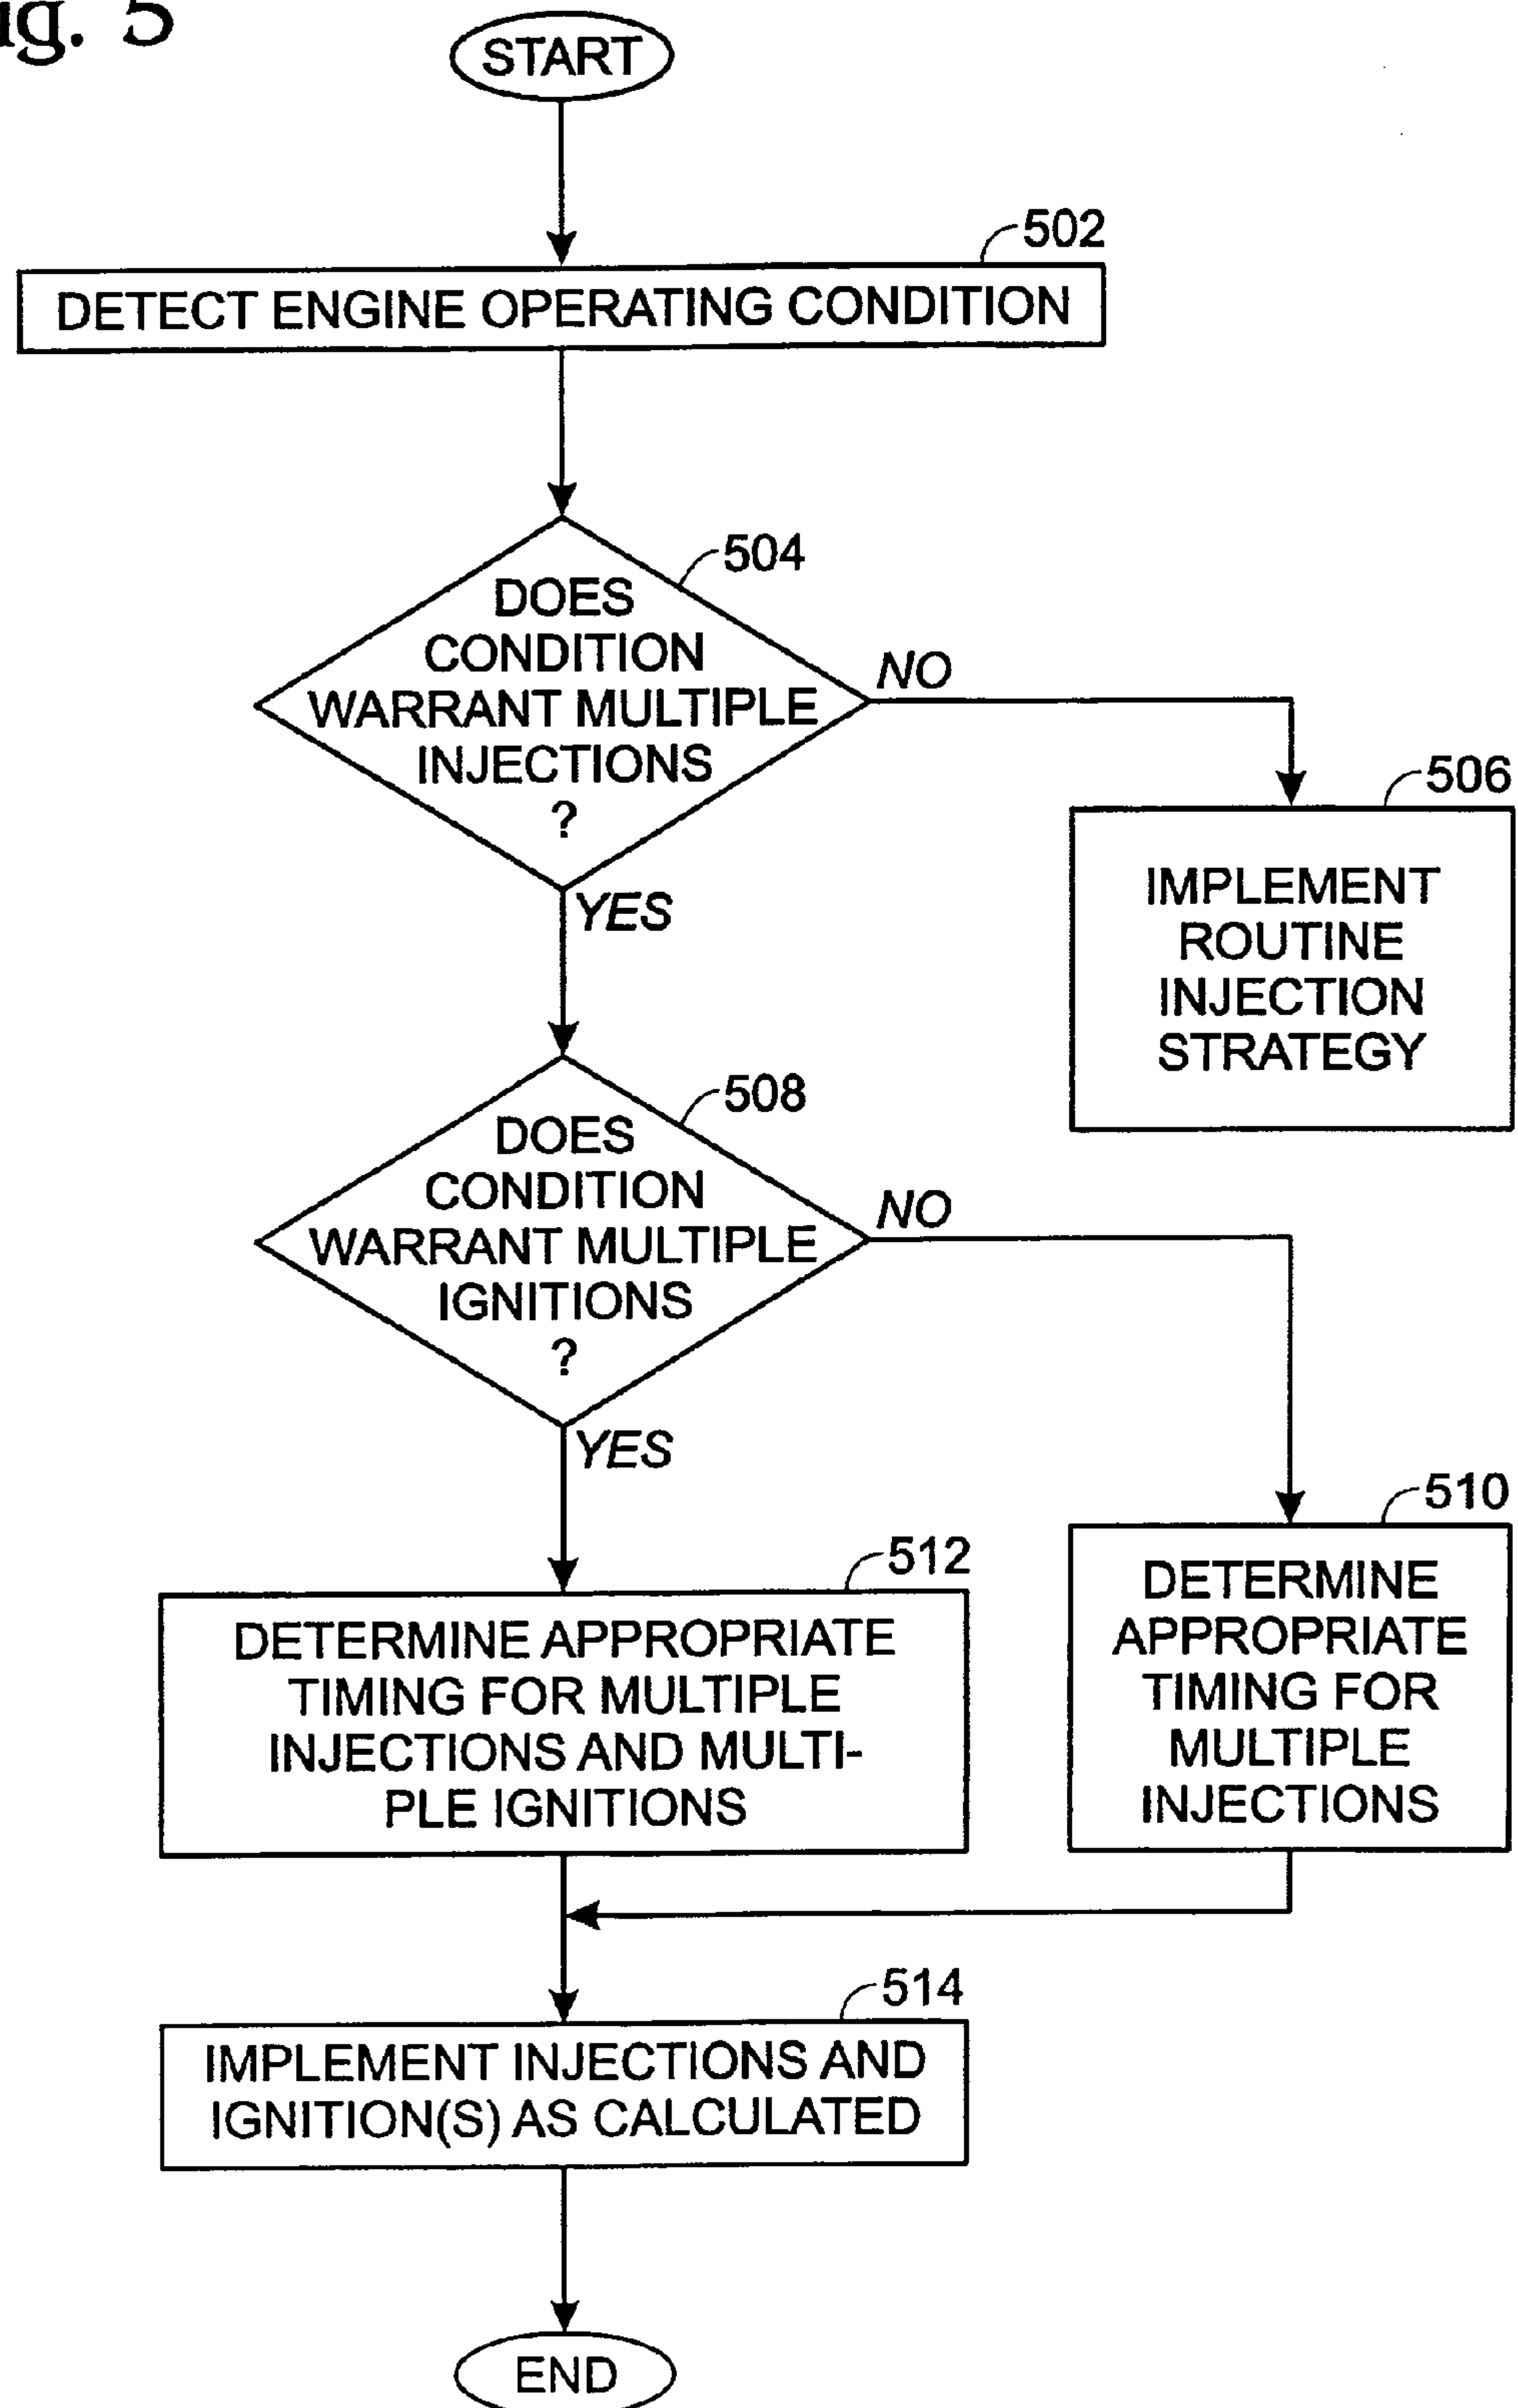 ig. 5
START
502
DETECT ENGINE OPERATING CONDITION
504
DOES
CONDITION
WARRANT MULTIPLE
INJECTIONS
?
NO
YES
506
IMPLEMENT
ROUTINE
INJECTION
STRATEGY
508
DOES
CONDITION
WARRANT MULTIPLE
IGNITIONS
?
NO
YES
510
DETERMINE
APPROPRIATE
TIMING FOR
MULTIPLE
INJECTIONS
512
DETERMINE APPROPRIATE
TIMING FOR MULTIPLE
INJECTIONS AND MULTI-
PLE IGNITIONS
514
IMPLEMENT INJECTIONS AND
IGNITION(S) AS CALCULATED
END